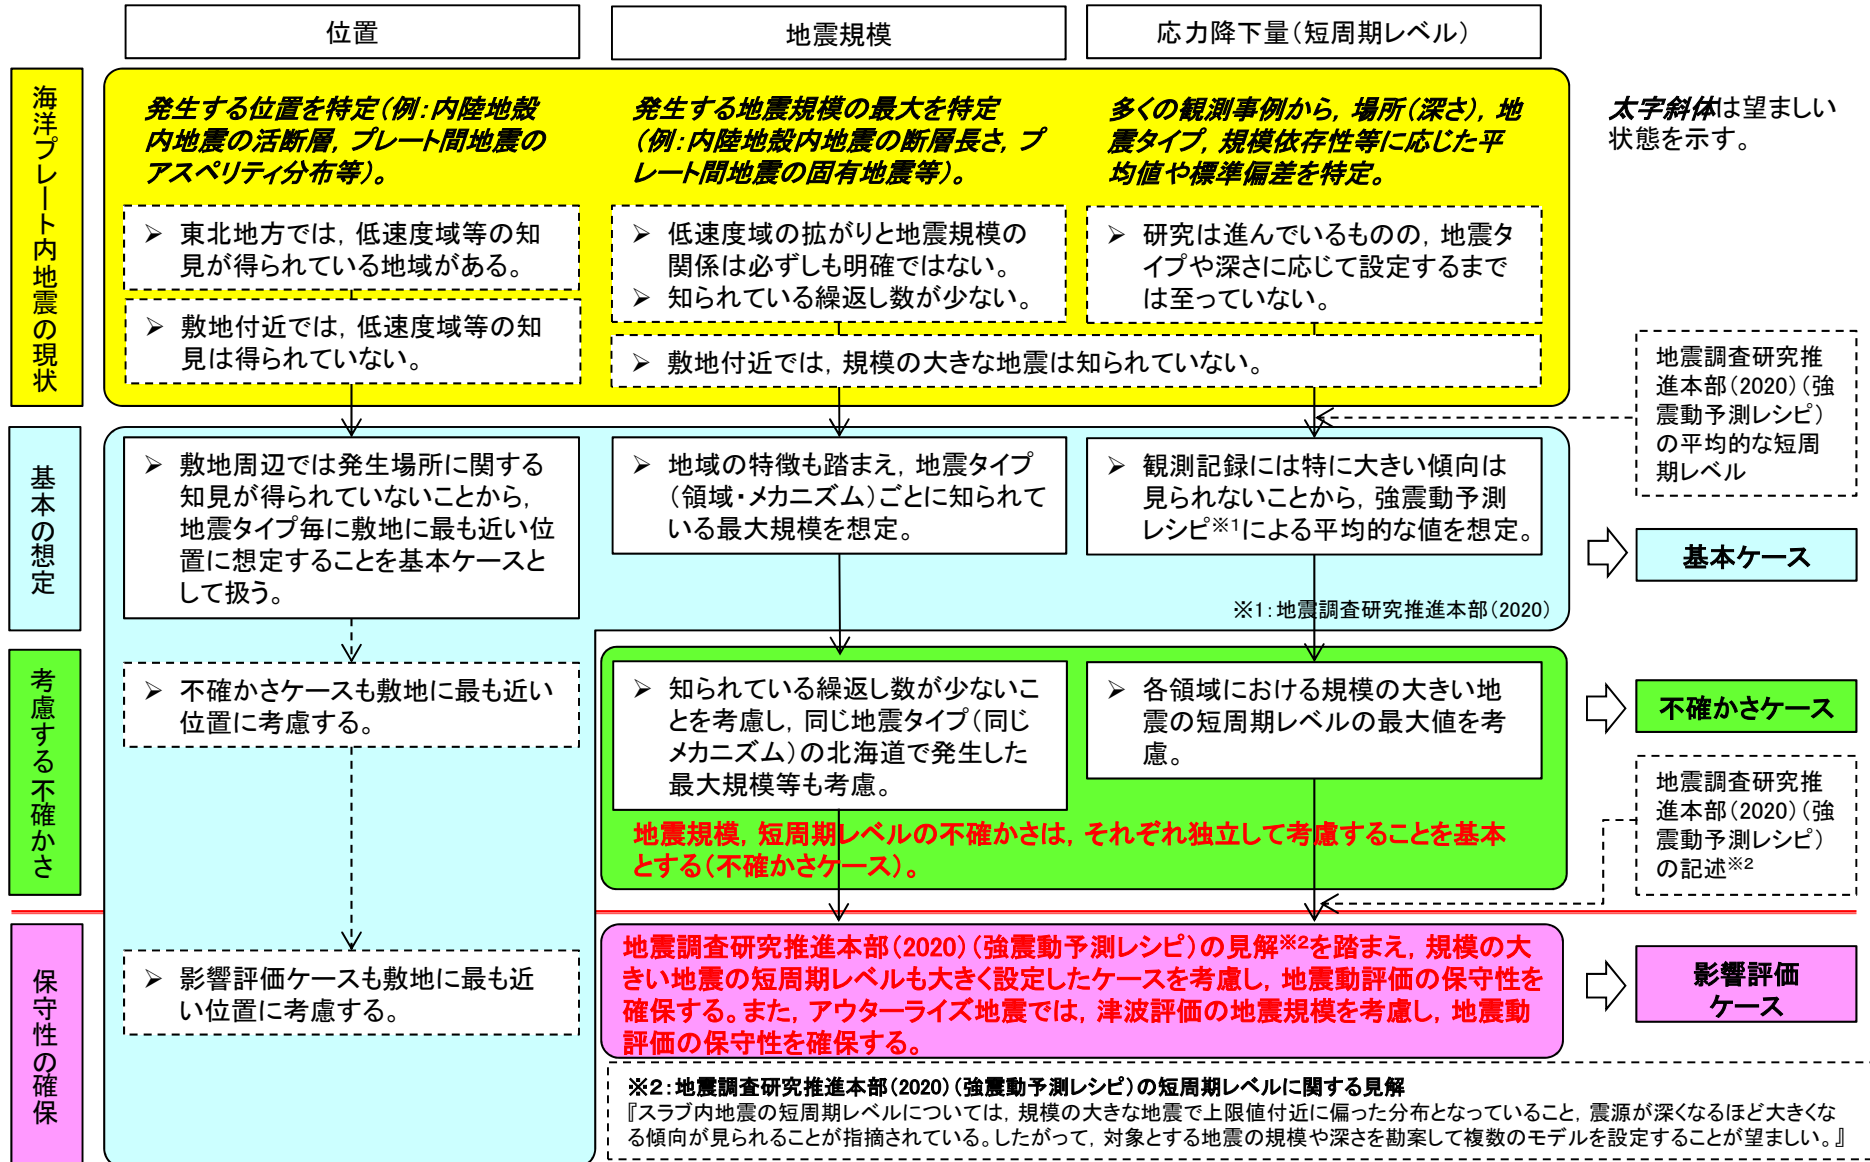 位置
地震規模
応力降下量（短周期レベル）
海洋プレート内地震の現状
発生する位置を特定（例：内陸地殻
内地震の活断層，プレート間地震の
アスペリティ分布等）。
発生する地震規模の最大を特定
（例：内陸地殻内地震の断層長さ，プ
レート間地震の固有地震等）。
多くの観測事例から，場所（深さ），地
震タイプ，規模依存性等に応じた平
均値や標準偏差を特定。
太字斜体は望ましい
状態を示す。
➢ 東北地方では，低速度域等の知
見が得られている地域がある。
➢ 敷地付近では，低速度域等の知
見は得られていない。
➢ 低速度域の拡がりと地震規模の
関係は必ずしも明確ではない。
➢ 知られている繰返し数が少ない。
➢ 研究は進んでいるものの，地震タ
イプや深さに応じて設定するまで
は至っていない。
➢ 敷地付近では，規模の大きな地震は知られていない。
地震調査研究推
進本部（2020）（強
震動予測レシピ）
の平均的な短周
期レベル
基本の想定
➢ 敷地周辺では発生場所に関する
知見が得られていないことから，
地震タイプ毎に敷地に最も近い位
置に想定することを基本ケースと
して扱う。
➢ 地域の特徴も踏まえ，地震タイプ
（領域・メカニズム）ごとに知られて
いる最大規模を想定。
➢ 観測記録には特に大きい傾向は
見られないことから，強震動予測
レシピ※1による平均的な値を想定。
※1：地震調査研究推進本部（2020）
基本ケース
考慮する不確かさ
➢ 不確かさケースも敷地に最も近い
位置に考慮する。
➢ 知られている繰返し数が少ないこ
とを考慮し，同じ地震タイプ（同じ
メカニズム）の北海道で発生した
最大規模等も考慮。
➢ 各領域における規模の大きい地
震の短周期レベルの最大値を考
慮。
地震規模，短周期レベルの不確かさは，それぞれ独立して考慮することを基本
とする（不確かさケース）。
不確かさケース
地震調査研究推
進本部（2020）（強
震動予測レシピ）
の記述※2
保守性の確保
➢ 影響評価ケースも敷地に最も近
い位置に考慮する。
地震調査研究推進本部（2020）（強震動予測レシピ）の見解※2を踏まえ，規模の大
きい地震の短周期レベルも大きく設定したケースを考慮し，地震動評価の保守性を
確保する。また，アウターライズ地震では，津波評価の地震規模を考慮し，地震動
評価の保守性を確保する。
影響評価
ケース
※2：地震調査研究推進本部（2020）（強震動予測レシピ）の短周期レベルに関する見解
『スラブ内地震の短周期レベルについては，規模の大きな地震で上限値付近に偏った分布となっていること，震源が深くなるほど大きくな
る傾向が見られることが指摘されている。したがって，対象とする地震の規模や深さを勘案して複数のモデルを設定することが望ましい。』